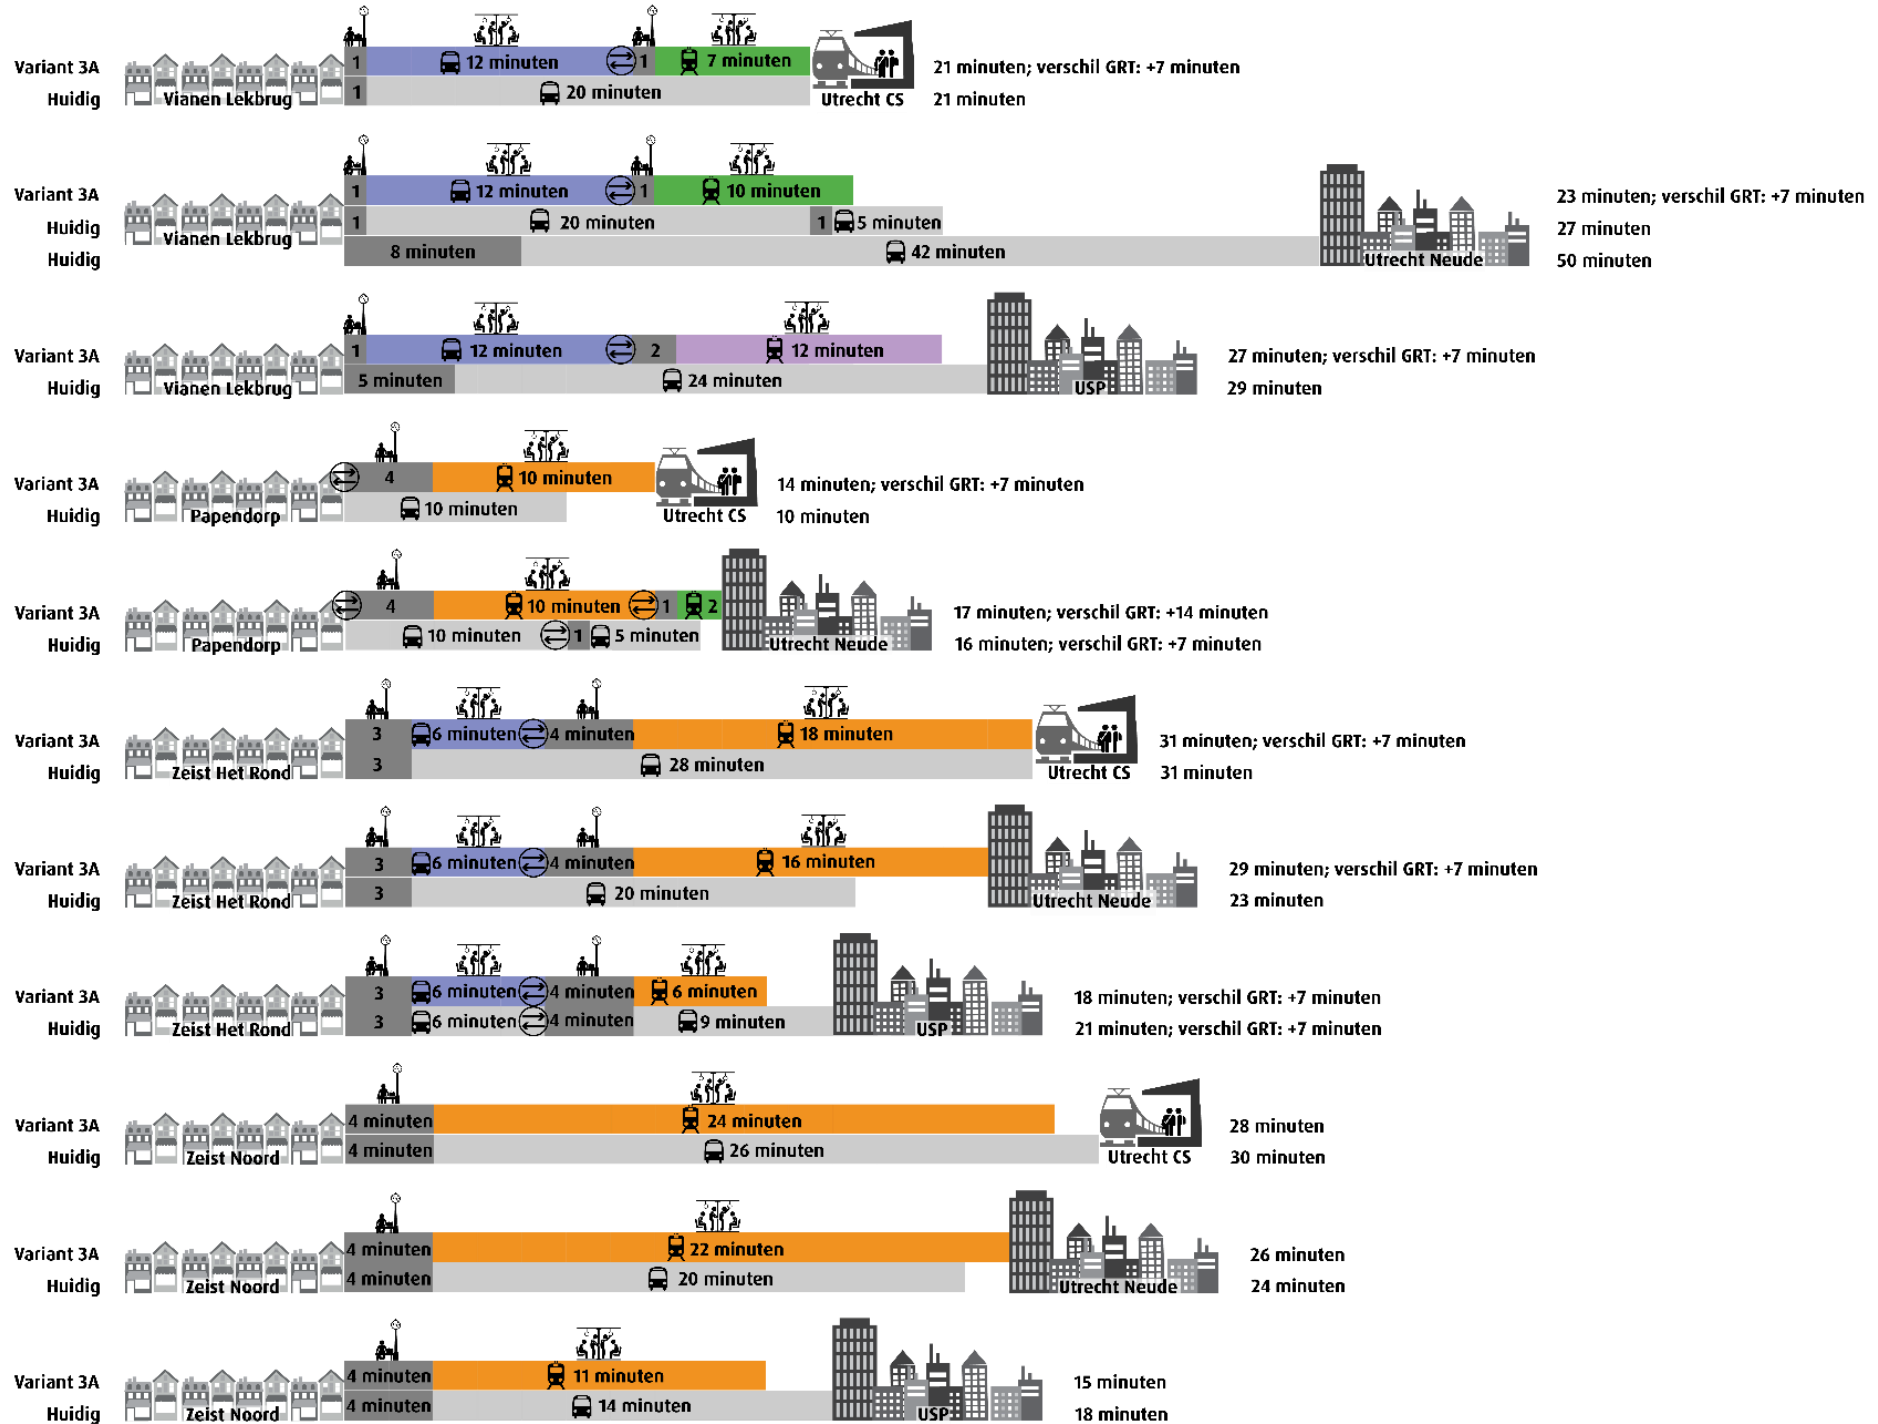 Variant 3A 1 12 minuten 1 7 minuten 21 minuten; verschil GRT: +7 minuten
Huidig Vianen Lekbrug 1 20 minuten Utrecht CS 21 minuten
Variant 3A 1 12 minuten 1 10 minuten 23 minuten; verschil GRT: +7 minuten
Huidig Vianen Lekbrug 1 20 minuten 1 5 minuten 27 minuten
Huidig 8 minuten 42 minuten Utrecht Neude 50 minuten
Variant 3A 1 12 minuten 2 12 minuten 27 minuten; verschil GRT: +7 minuten
Huidig Vianen Lekbrug 5 minuten 24 minuten USP 29 minuten
Variant 3A 4 10 minuten 14 minuten; verschil GRT: +7 minuten
Huidig Papendorp 10 minuten Utrecht CS 10 minuten
Variant 3A 4 10 minuten 1 2 17 minuten; verschil GRT: +14 minuten
Huidig Papendorp 10 minuten 1 5 minuten Utrecht Neude 16 minuten; verschil GRT: +7 minuten
Variant 3A 3 6 minuten 4 minuten 18 minuten 31 minuten; verschil GRT: +7 minuten
Huidig Zeist Het Rond 3 28 minuten Utrecht CS 31 minuten
Variant 3A 3 6 minuten 4 minuten 16 minuten 29 minuten; verschil GRT: +7 minuten
Huidig Zeist Het Rond 3 20 minuten Utrecht Neude 23 minuten
Variant 3A 3 6 minuten 4 minuten 6 minuten 18 minuten; verschil GRT: +7 minuten
Huidig Zeist Het Rond 3 6 minuten 4 minuten 9 minuten USP 21 minuten; verschil GRT: +7 minuten
Variant 3A 4 minuten 24 minuten 28 minuten
Huidig Zeist Noord 4 minuten 26 minuten Utrecht CS 30 minuten
Variant 3A 4 minuten 22 minuten 26 minuten
Huidig Zeist Noord 4 minuten 20 minuten Utrecht Neude 24 minuten
Variant 3A 4 minuten 11 minuten 15 minuten
Huidig Zeist Noord 4 minuten 14 minuten USP 18 minuten